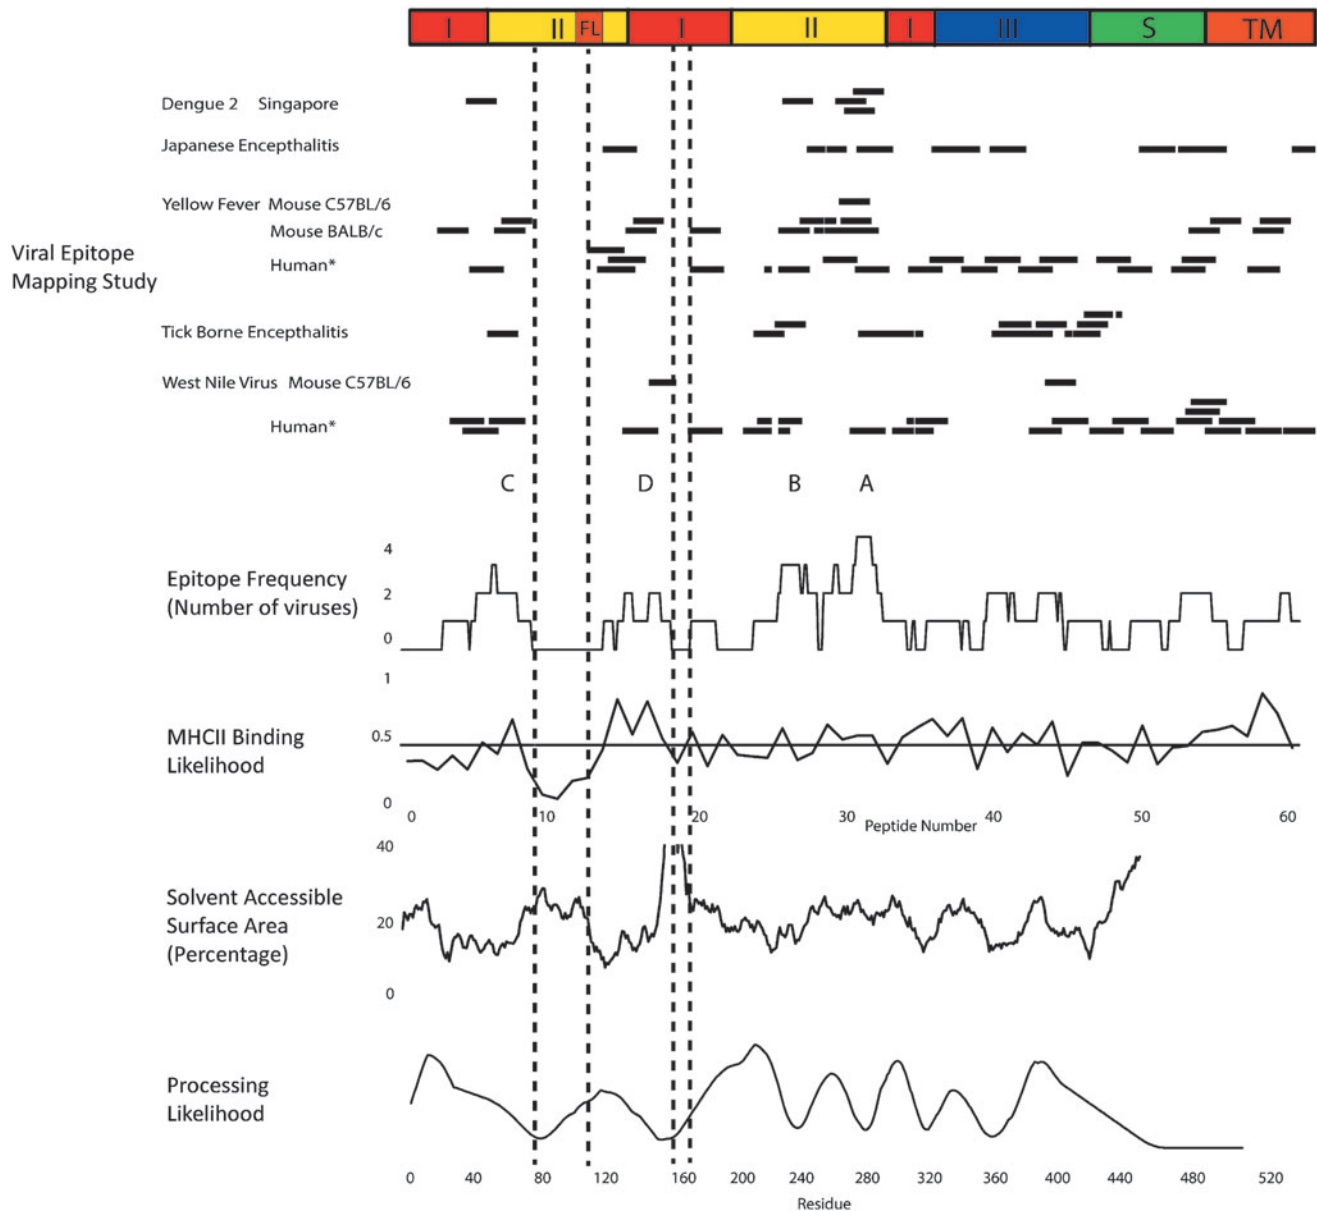 I II FL I II I III S TM
Dengue 2 Singapore
Japanese Encepthalitis
Yellow Fever Mouse C57BL/6
Mouse BALB/c
Viral Epitope
Mapping Study
Human*
Tick Borne Encepthalitis
West Nile Virus Mouse C57BL/6
Human*
C D B A
Epitope Frequency
(Number of viruses)
4
2
0
MHCII Binding
Likelihood
1
0.5
0
0 10 20 30 40 50 60
Peptide Number
Solvent Accessible
Surface Area
(Percentage)
40
20
0
Processing
Likelihood
0 40 80 120 160 200 240 280 320 360 400 440 480 520
Residue